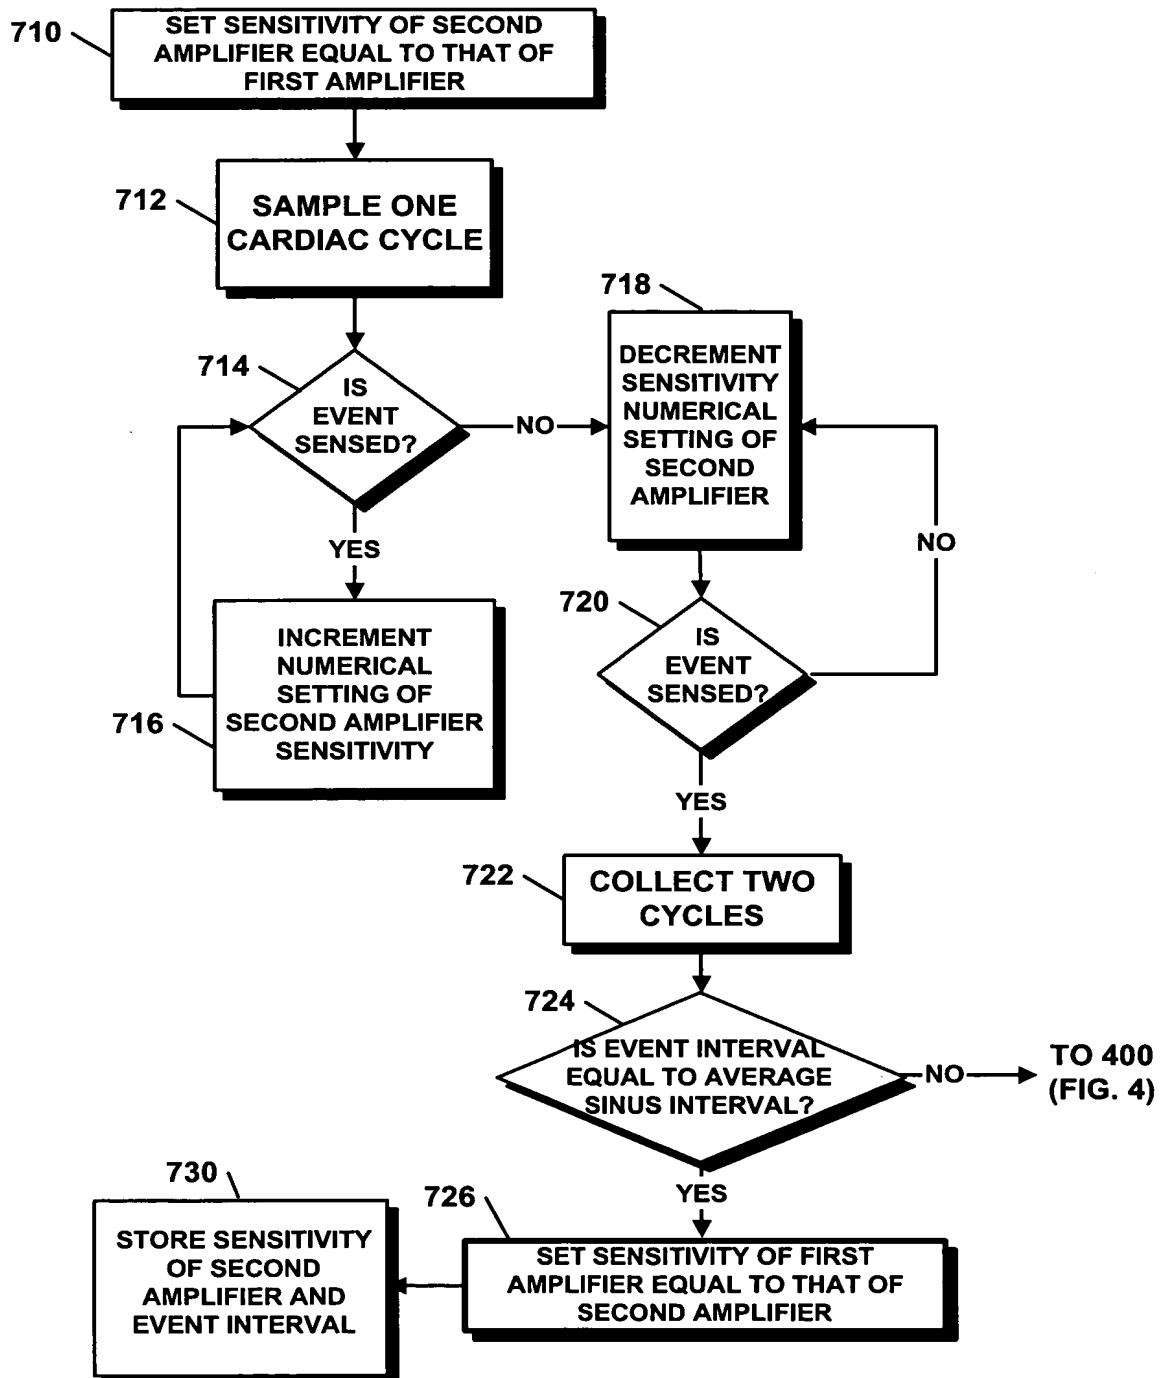 710
SET SENSITIVITY OF SECOND
AMPLIFIER EQUAL TO THAT OF
FIRST AMPLIFIER
712
SAMPLE ONE
CARDIAC CYCLE
714
IS
EVENT
SENSED?
NO
YES
716
INCREMENT
NUMERICAL
SETTING OF
SECOND AMPLIFIER
SENSITIVITY
718
DECREMENT
SENSITIVITY
NUMERICAL
SETTING OF
SECOND
AMPLIFIER
720
IS
EVENT
SENSED?
NO
YES
722
COLLECT TWO
CYCLES
724
IS EVENT INTERVAL
EQUAL TO AVERAGE
SINUS INTERVAL?
NO
TO 400
(FIG. 4)
YES
726
SET SENSITIVITY OF FIRST
AMPLIFIER EQUAL TO THAT OF
SECOND AMPLIFIER
730
STORE SENSITIVITY
OF SECOND
AMPLIFIER AND
EVENT INTERVAL